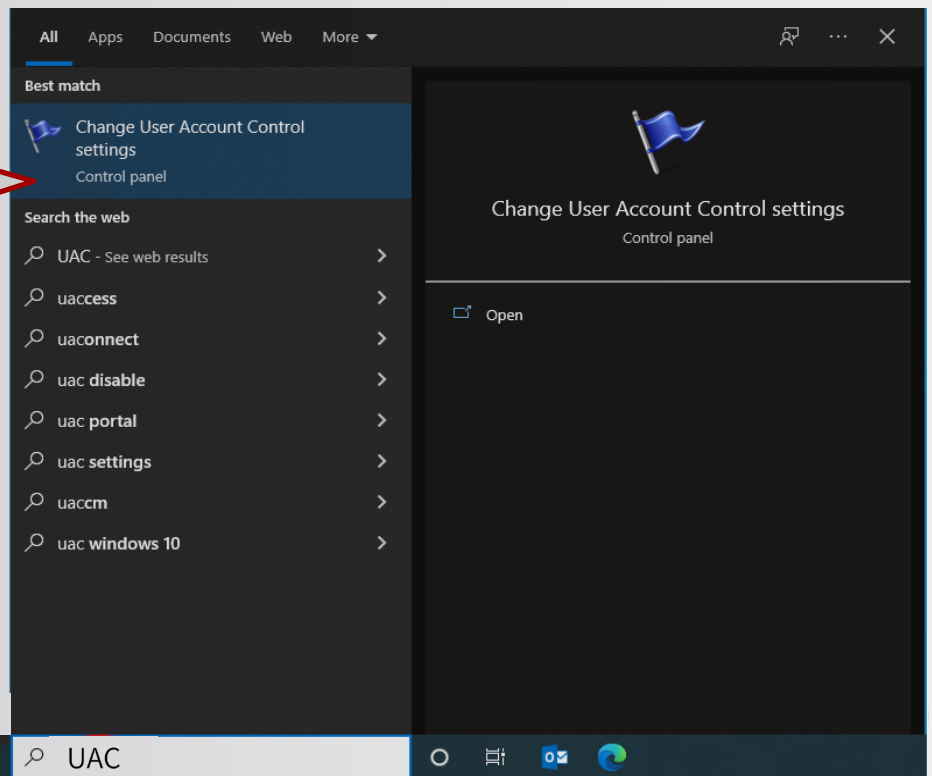 All Apps Documents Web More
Best match
Change User Account Control
settings
Control panel
Search the web
UAC - See web results
uaccess
uaconnect
uac disable
uac portal
uac settings
uaccm
uac windows 10
Change User Account Control settings
Control panel
Open
UAC